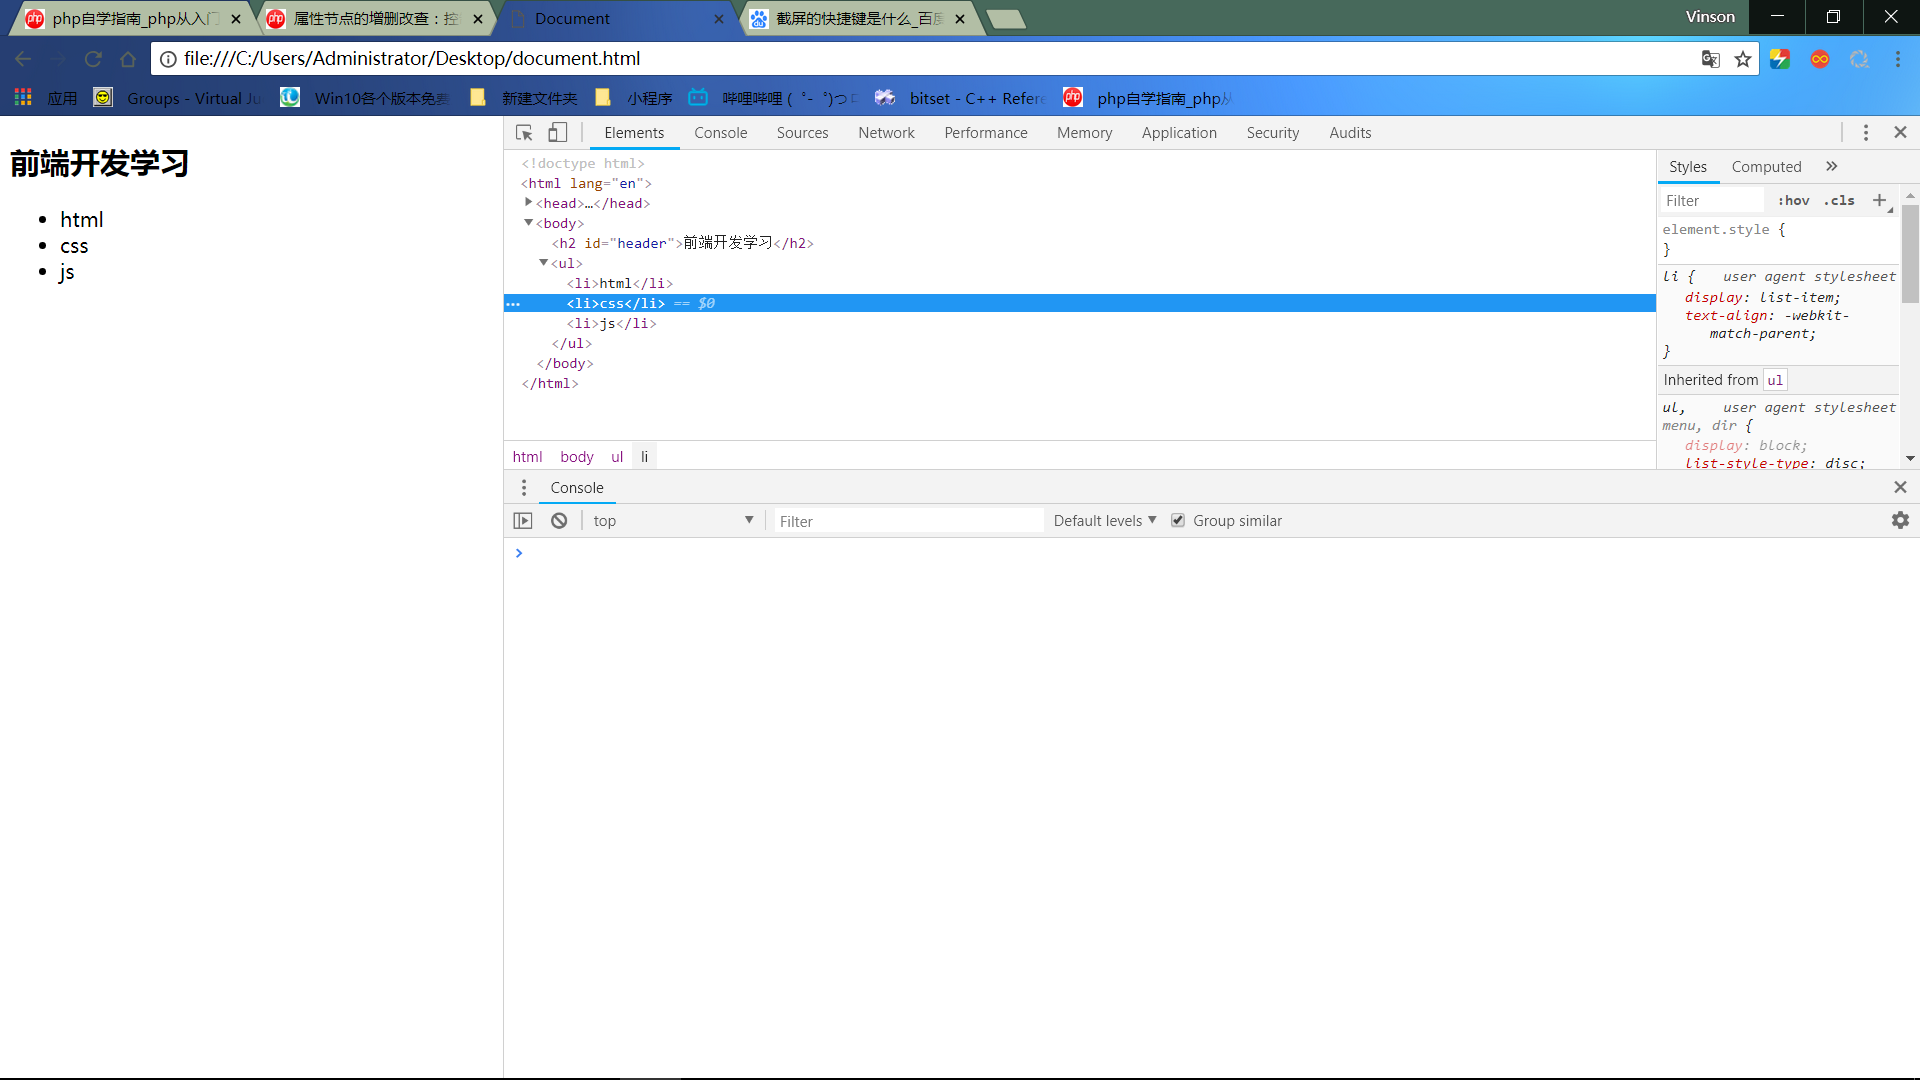 php自学指南_php从入门
属性节点的增删改查：控
Document
截屏的快捷键是什么_百度
Vinson
file:///C:/Users/Administrator/Desktop/document.html
应用
Groups - Virtual Ju
Win10各个版本免
新建文件夹
小程序
哔哩哔哩 ( ゜- ゜)つロ
bitset - C++ Refere
php自学指南_php从
前端开发学习
html
css
js
Elements Console Sources Network Performance Memory Application Security Audits
<!doctype html>
<html lang="en">
<head>…</head>
<body>
<h2 id="header">前端开发学习</h2>
<ul>
<li>html</li>
<li>css</li> == $0
<li>js</li>
</ul>
</body>
</html>
html body ul li
Styles Computed
Filter :hov .cls
element.style {
}
li { user agent stylesheet
display: list-item;
text-align: -webkit-
match-parent;
}
Inherited from ul
ul, user agent stylesheet
menu, dir {
display: block;
list-style-type: disc;
Console
top Filter Default levels Group similar